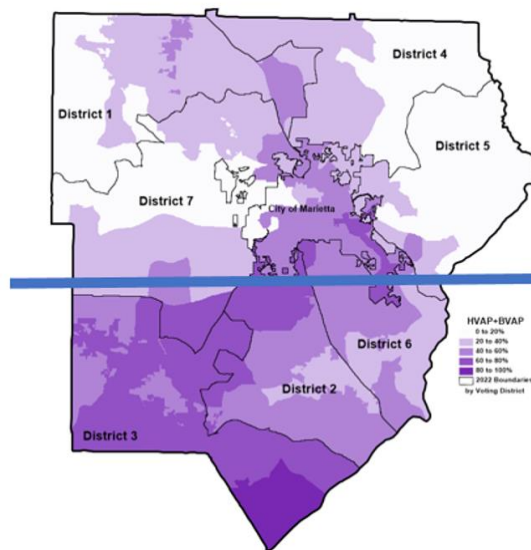 District 4
District 1
District 5
District 7
City of Marietta
HVAP+BVAP
0 to 20%
20 to 40%
40 to 60%
60 to 80%
80 to 100%
2022 Boundaries
by Voting District
District 6
District 2
District 3